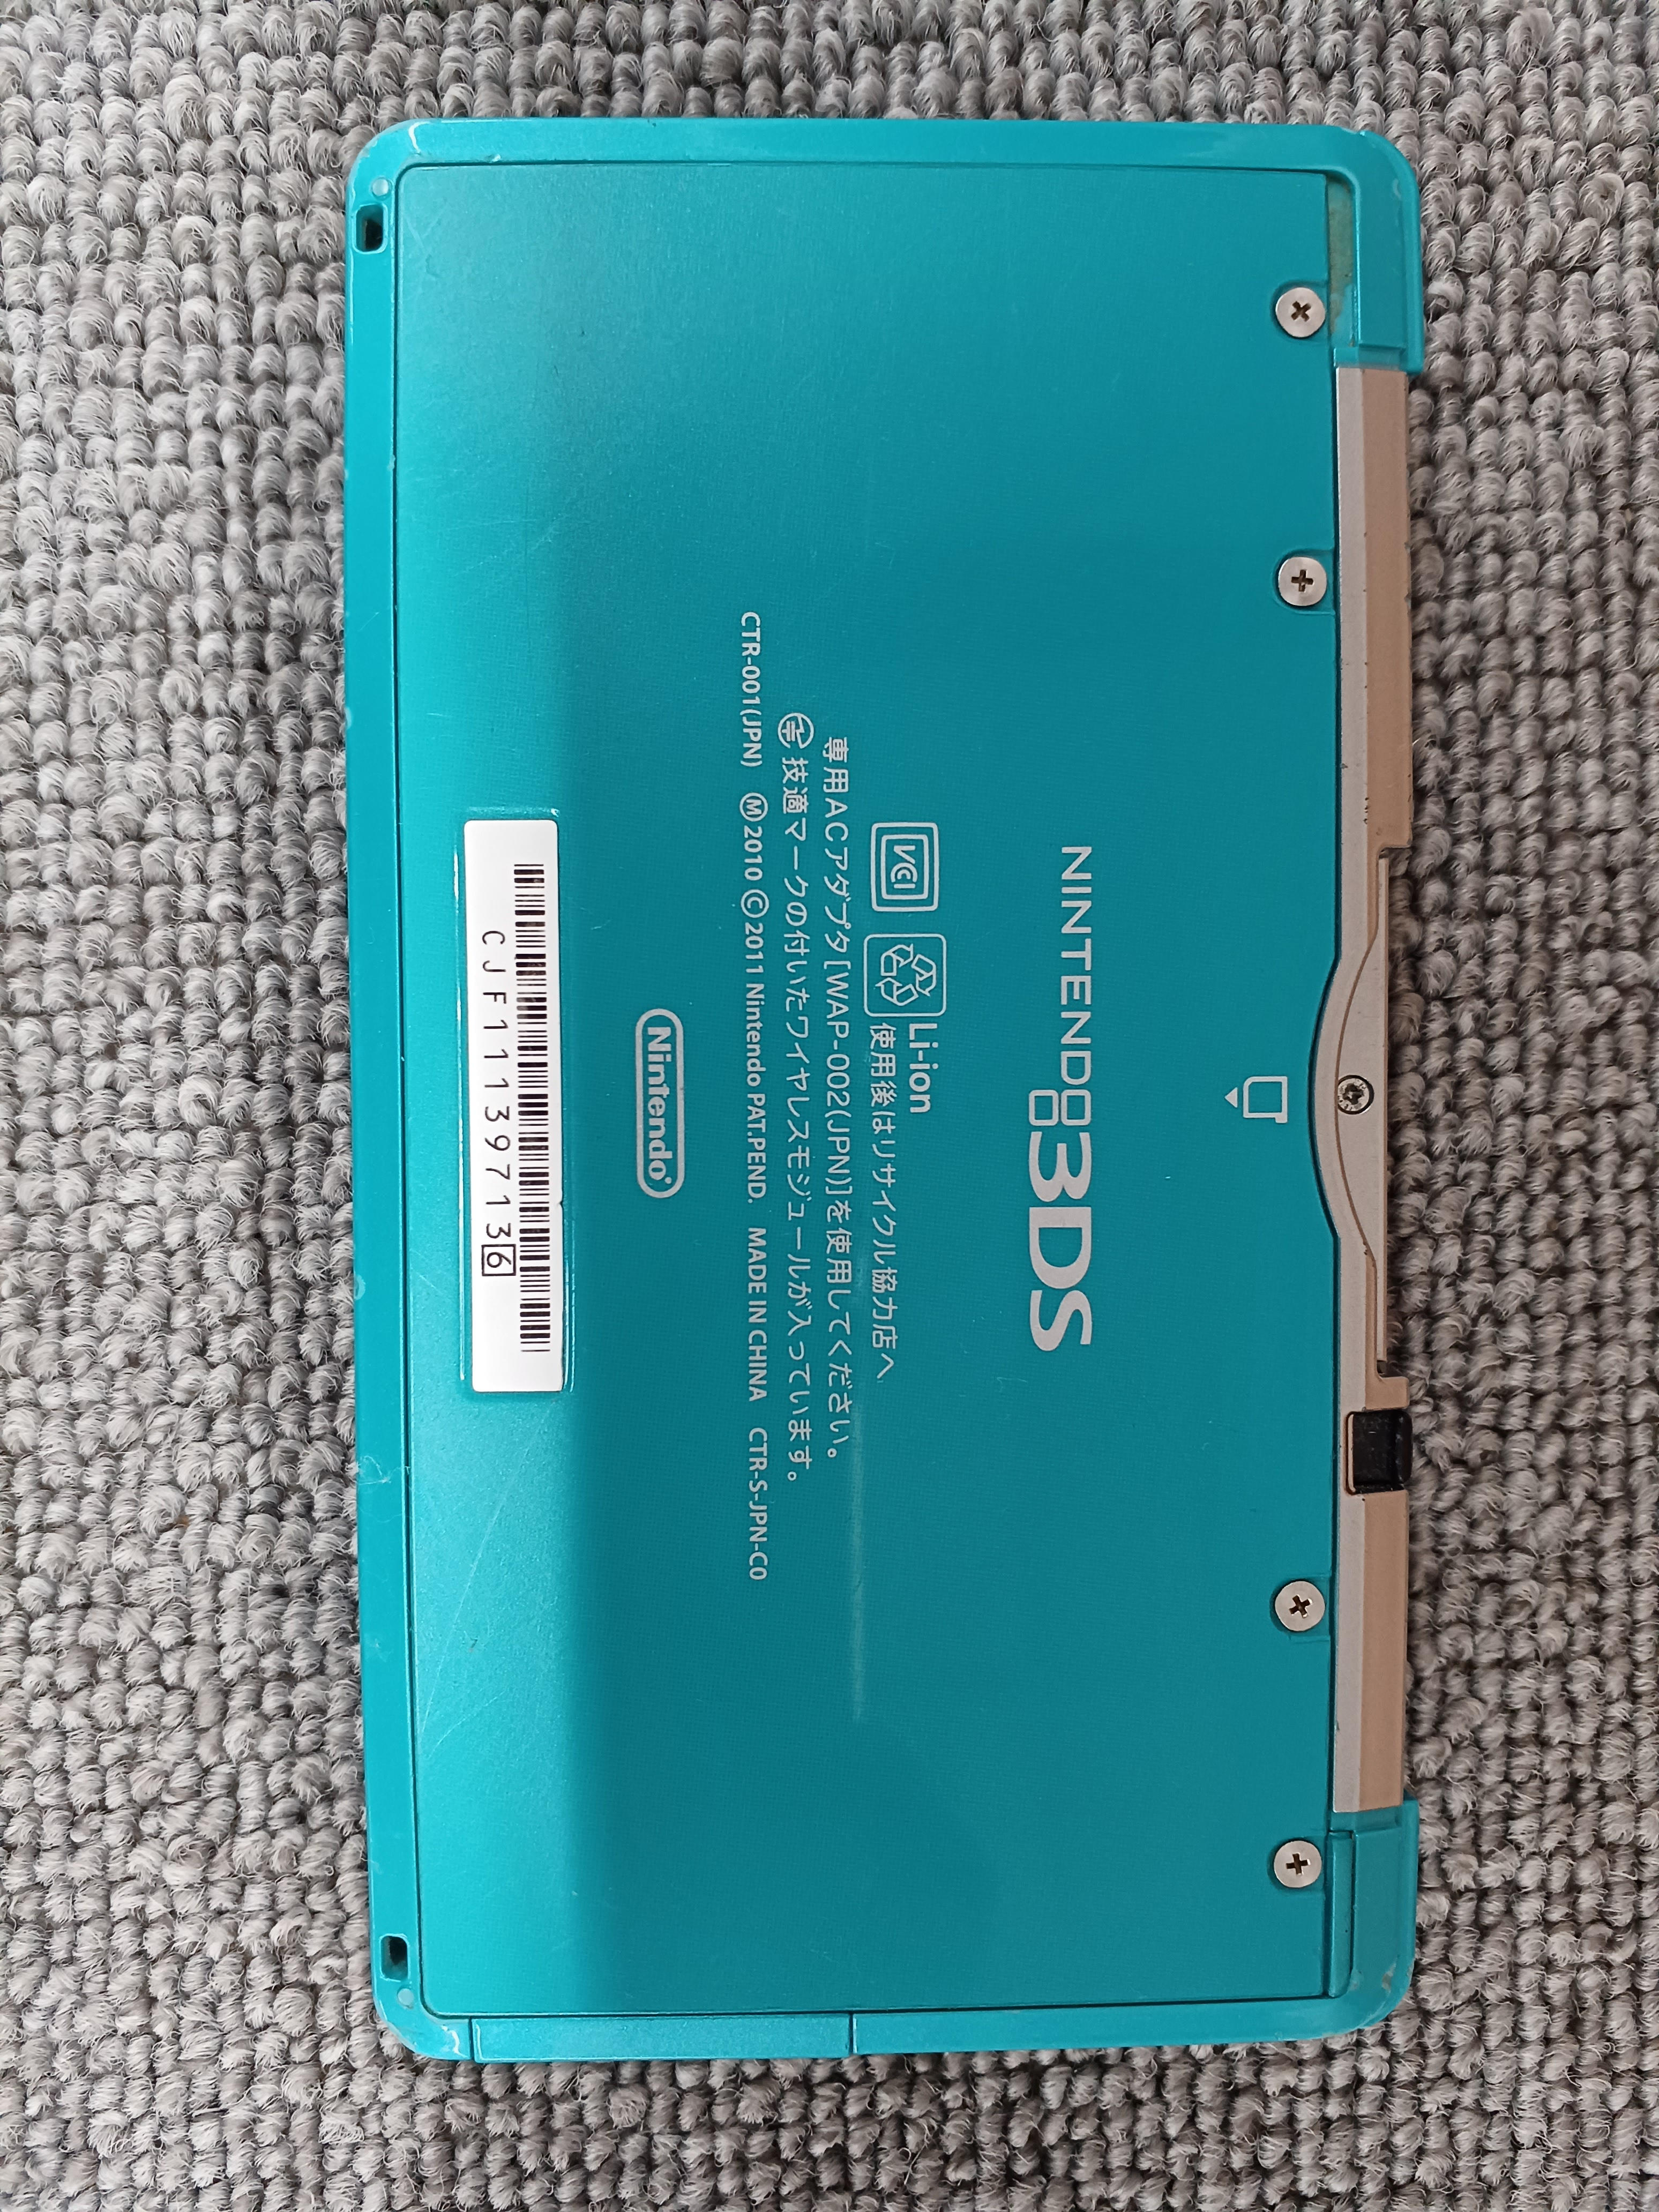 NINTENDO3DS
VCCI
Li-ion
使用後はリサイクル協力店へ
専用ACアダプタ[WAP-002(JPN)]を使用してください。
技適マークの付いたワイヤレスモジュールが入っています。
CTR-001(JPN) Ⓜ2010 ©2011 Nintendo PAT.PEND. MADE IN CHINA CTR-S-JPN-C0
Nintendo®
CJF111397136